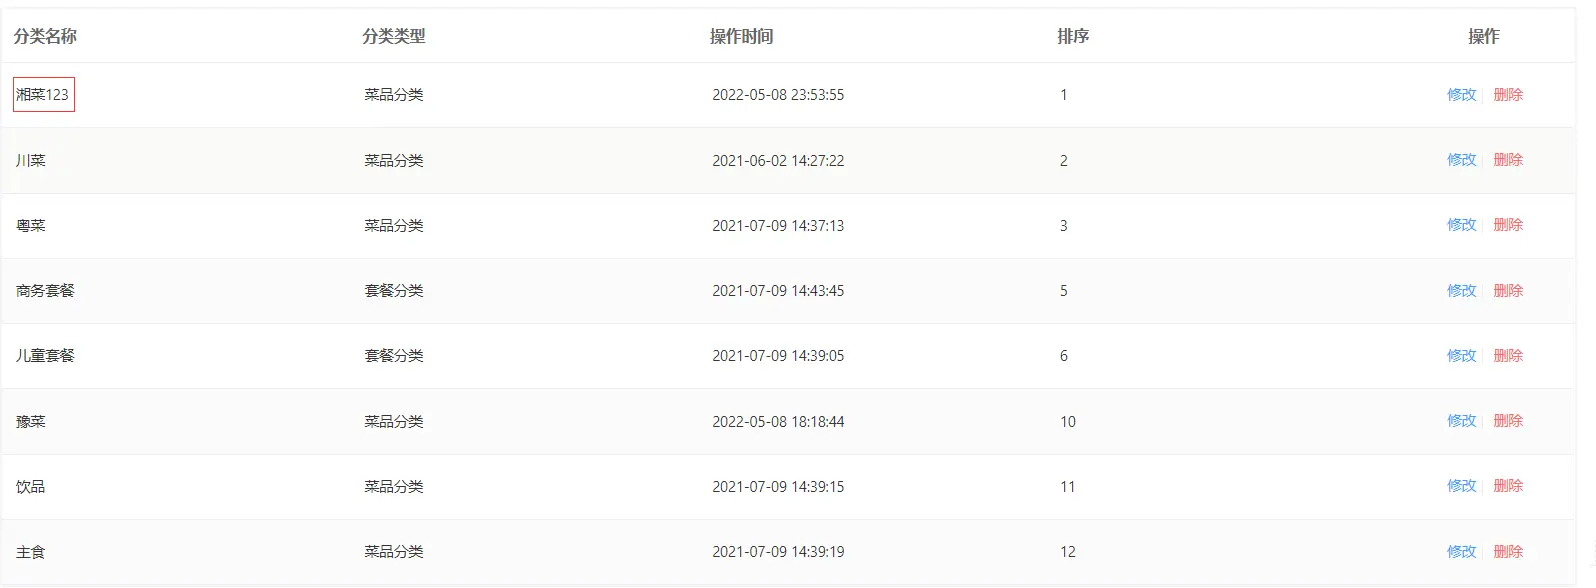 分类名称 分类类型 操作时间 排序 操作
湘菜123 菜品分类 2022-05-08 23:53:55 1 修改 删除
川菜 菜品分类 2021-06-02 14:27:22 2 修改 删除
粤菜 菜品分类 2021-07-09 14:37:13 3 修改 删除
商务套餐 套餐分类 2021-07-09 14:43:45 5 修改 删除
儿童套餐 套餐分类 2021-07-09 14:39:05 6 修改 删除
豫菜 菜品分类 2022-05-08 18:18:44 10 修改 删除
饮品 菜品分类 2021-07-09 14:39:15 11 修改 删除
主食 菜品分类 2021-07-09 14:39:19 12 修改 删除